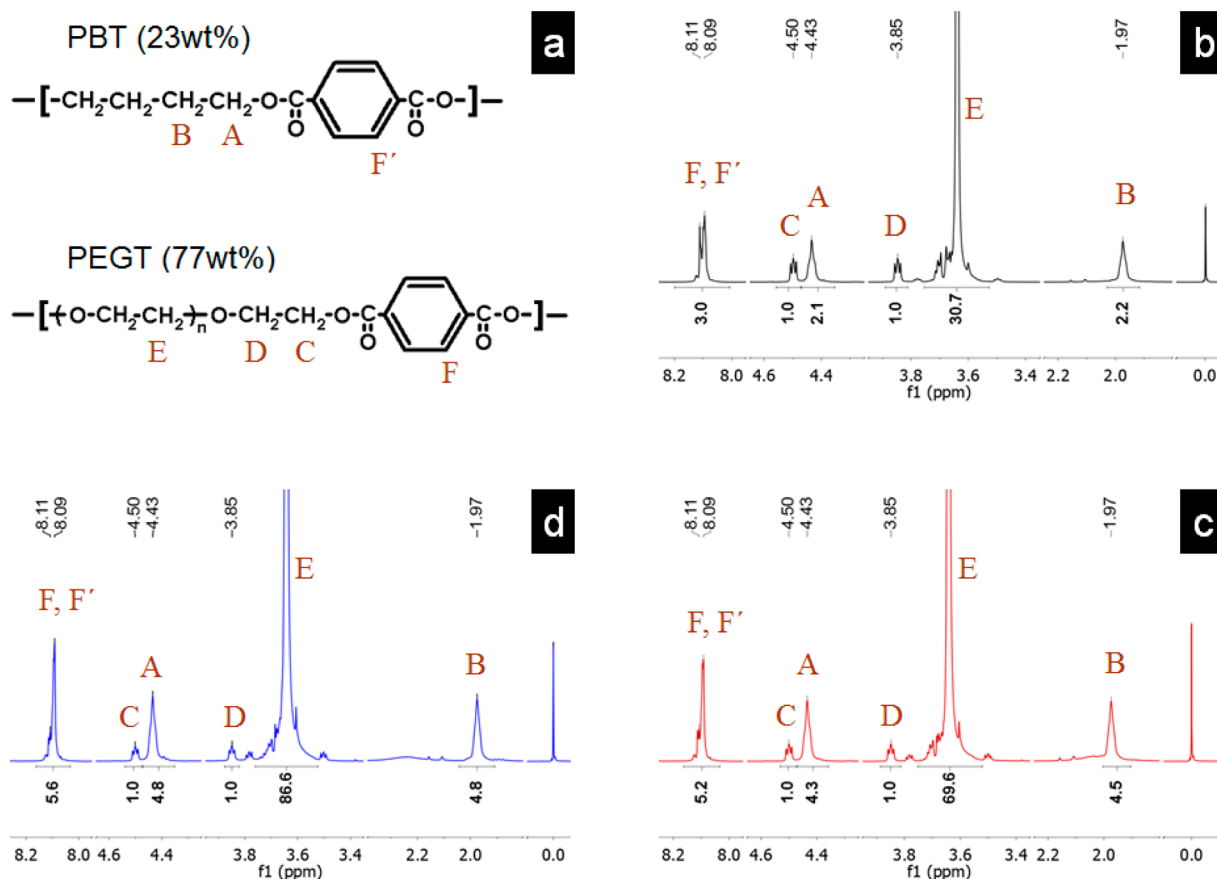 PBT (23wt%)
a
-[-CH2-CH2-CH2-CH2-O-C C-O-]-
O O
B A
F´
PEGT (77wt%)
-[-(O-CH2-CH2-)n O-CH2-CH2-O-C C-O-]-
O O
E D C
F
b
8.11
8.09
4.50
4.43
3.85
1.97
E
F, F´
A
B
C
D
3.0
1.0
2.1
1.0
30.7
2.2
8.2 8.0 4.6 4.4 3.8 3.6 3.4 2.2 2.0 0.0
f1 (ppm)
d
8.11
8.09
4.50
4.43
3.85
1.97
E
F, F´
A
B
C
D
5.6
1.0
4.8
1.0
86.6
4.8
8.2 8.0 4.6 4.4 3.8 3.6 3.4 2.0 0.0
f1 (ppm)
c
8.11
8.09
4.50
4.43
3.85
1.97
E
F, F´
A
B
C
D
5.2
1.0
4.3
1.0
69.6
4.5
8.2 8.0 4.6 4.4 3.8 3.6 3.4 2.2 2.0 0.0
f1 (ppm)